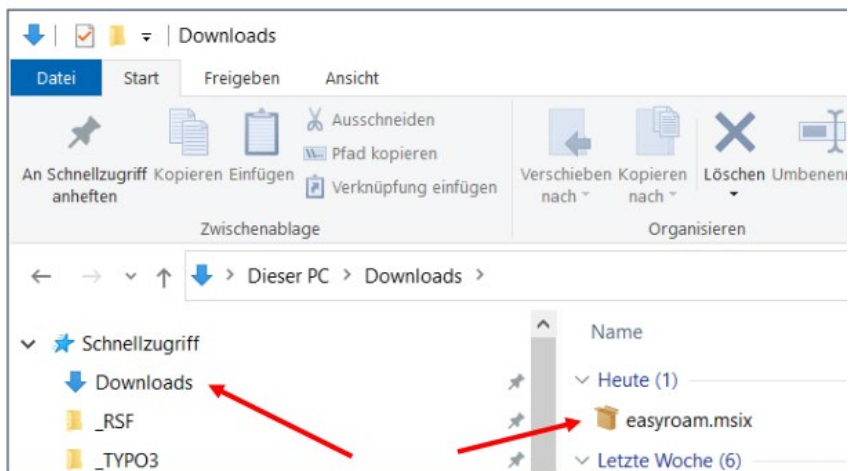 Downloads
Datei Start Freigeben Ansicht
An Schnellzugriff anheften
Kopieren
Einfügen
Ausschneiden
Pfad kopieren
Verknüpfung einfügen
Zwischenablage
Verschieben nach
Kopieren nach
Löschen
Organisieren
Dieser PC > Downloads >
Schnellzugriff
Downloads
_RSF
_TYPO3
Name
Heute (1)
easyroam.msix
Letzte Woche (6)